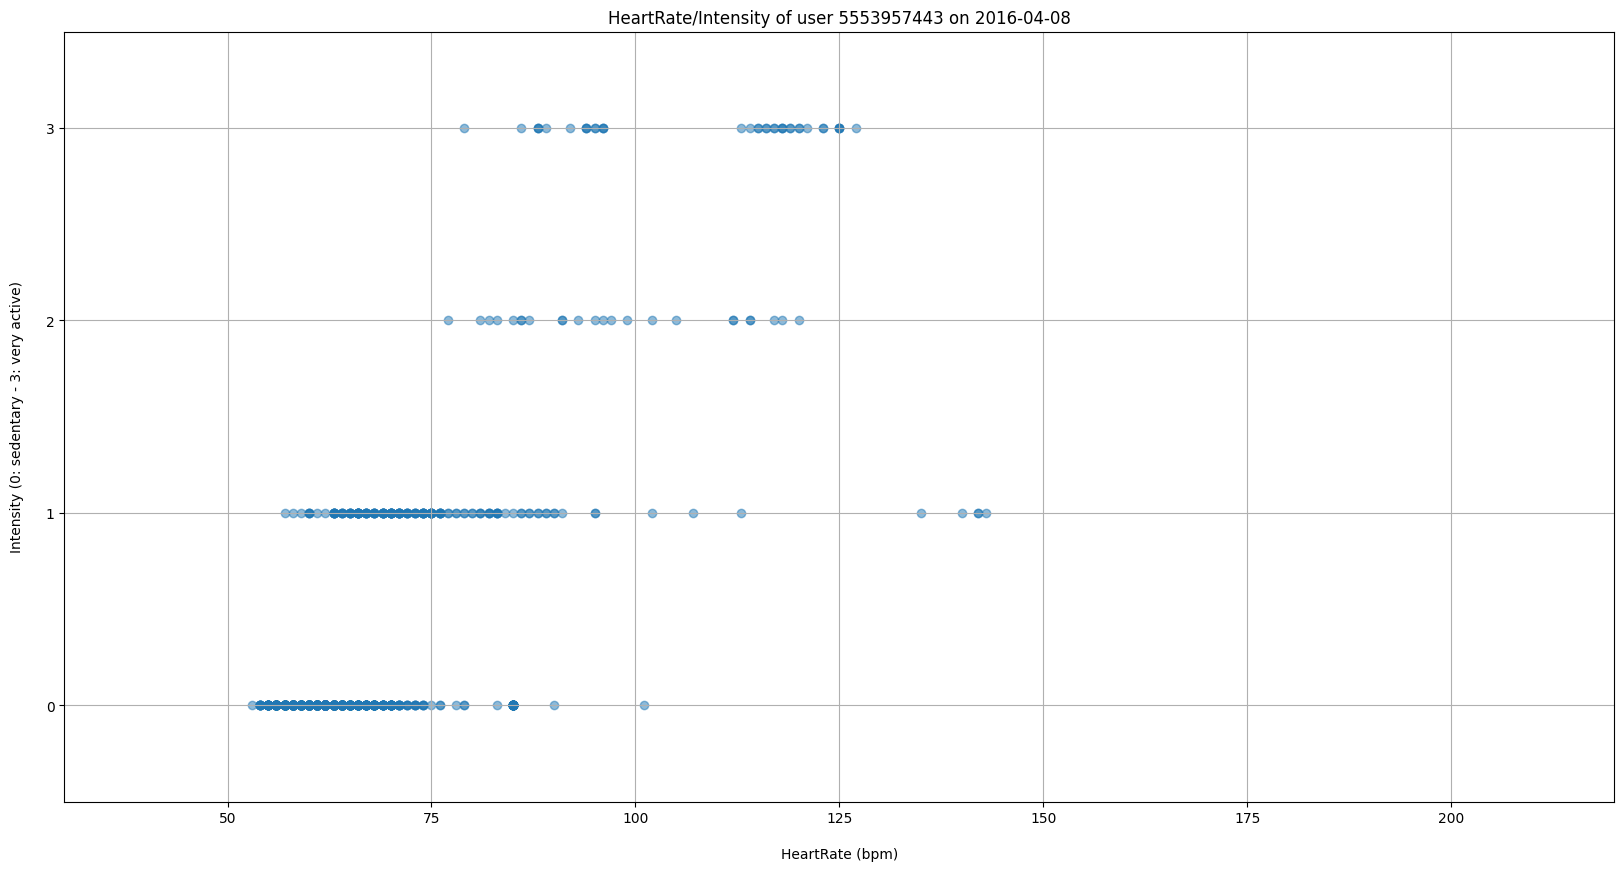 HeartRate/Intensity of user 5553957443 on 2016-04-08
Intensity (0: sedentary - 3: very active)
3
2
1
0
50 75 100 125 150 175 200
HeartRate (bpm)